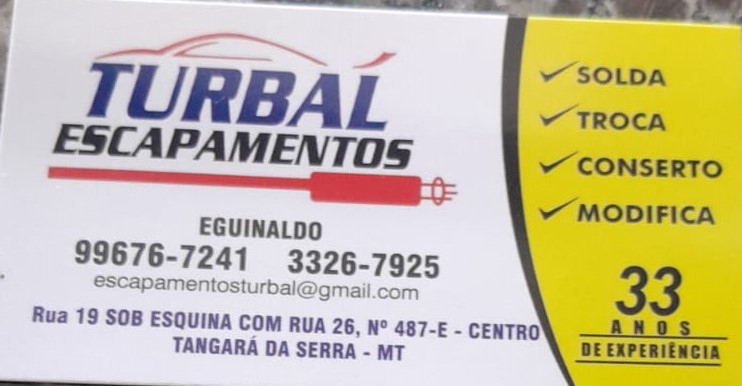 TURBAÍ
ESCAPAMENTOS
EGUINALDO
99676-7241 3326-7925
escapamentosturbal@gmail.com
Rua 19 SOB ESQUINA COM RUA 26, Nº 487-E - CENTRO
TANGARÁ DA SERRA - MT
SOLDA
TROCA
CONSERTO
MODIFICA
33
ANOS
DE EXPERIÊNCIA